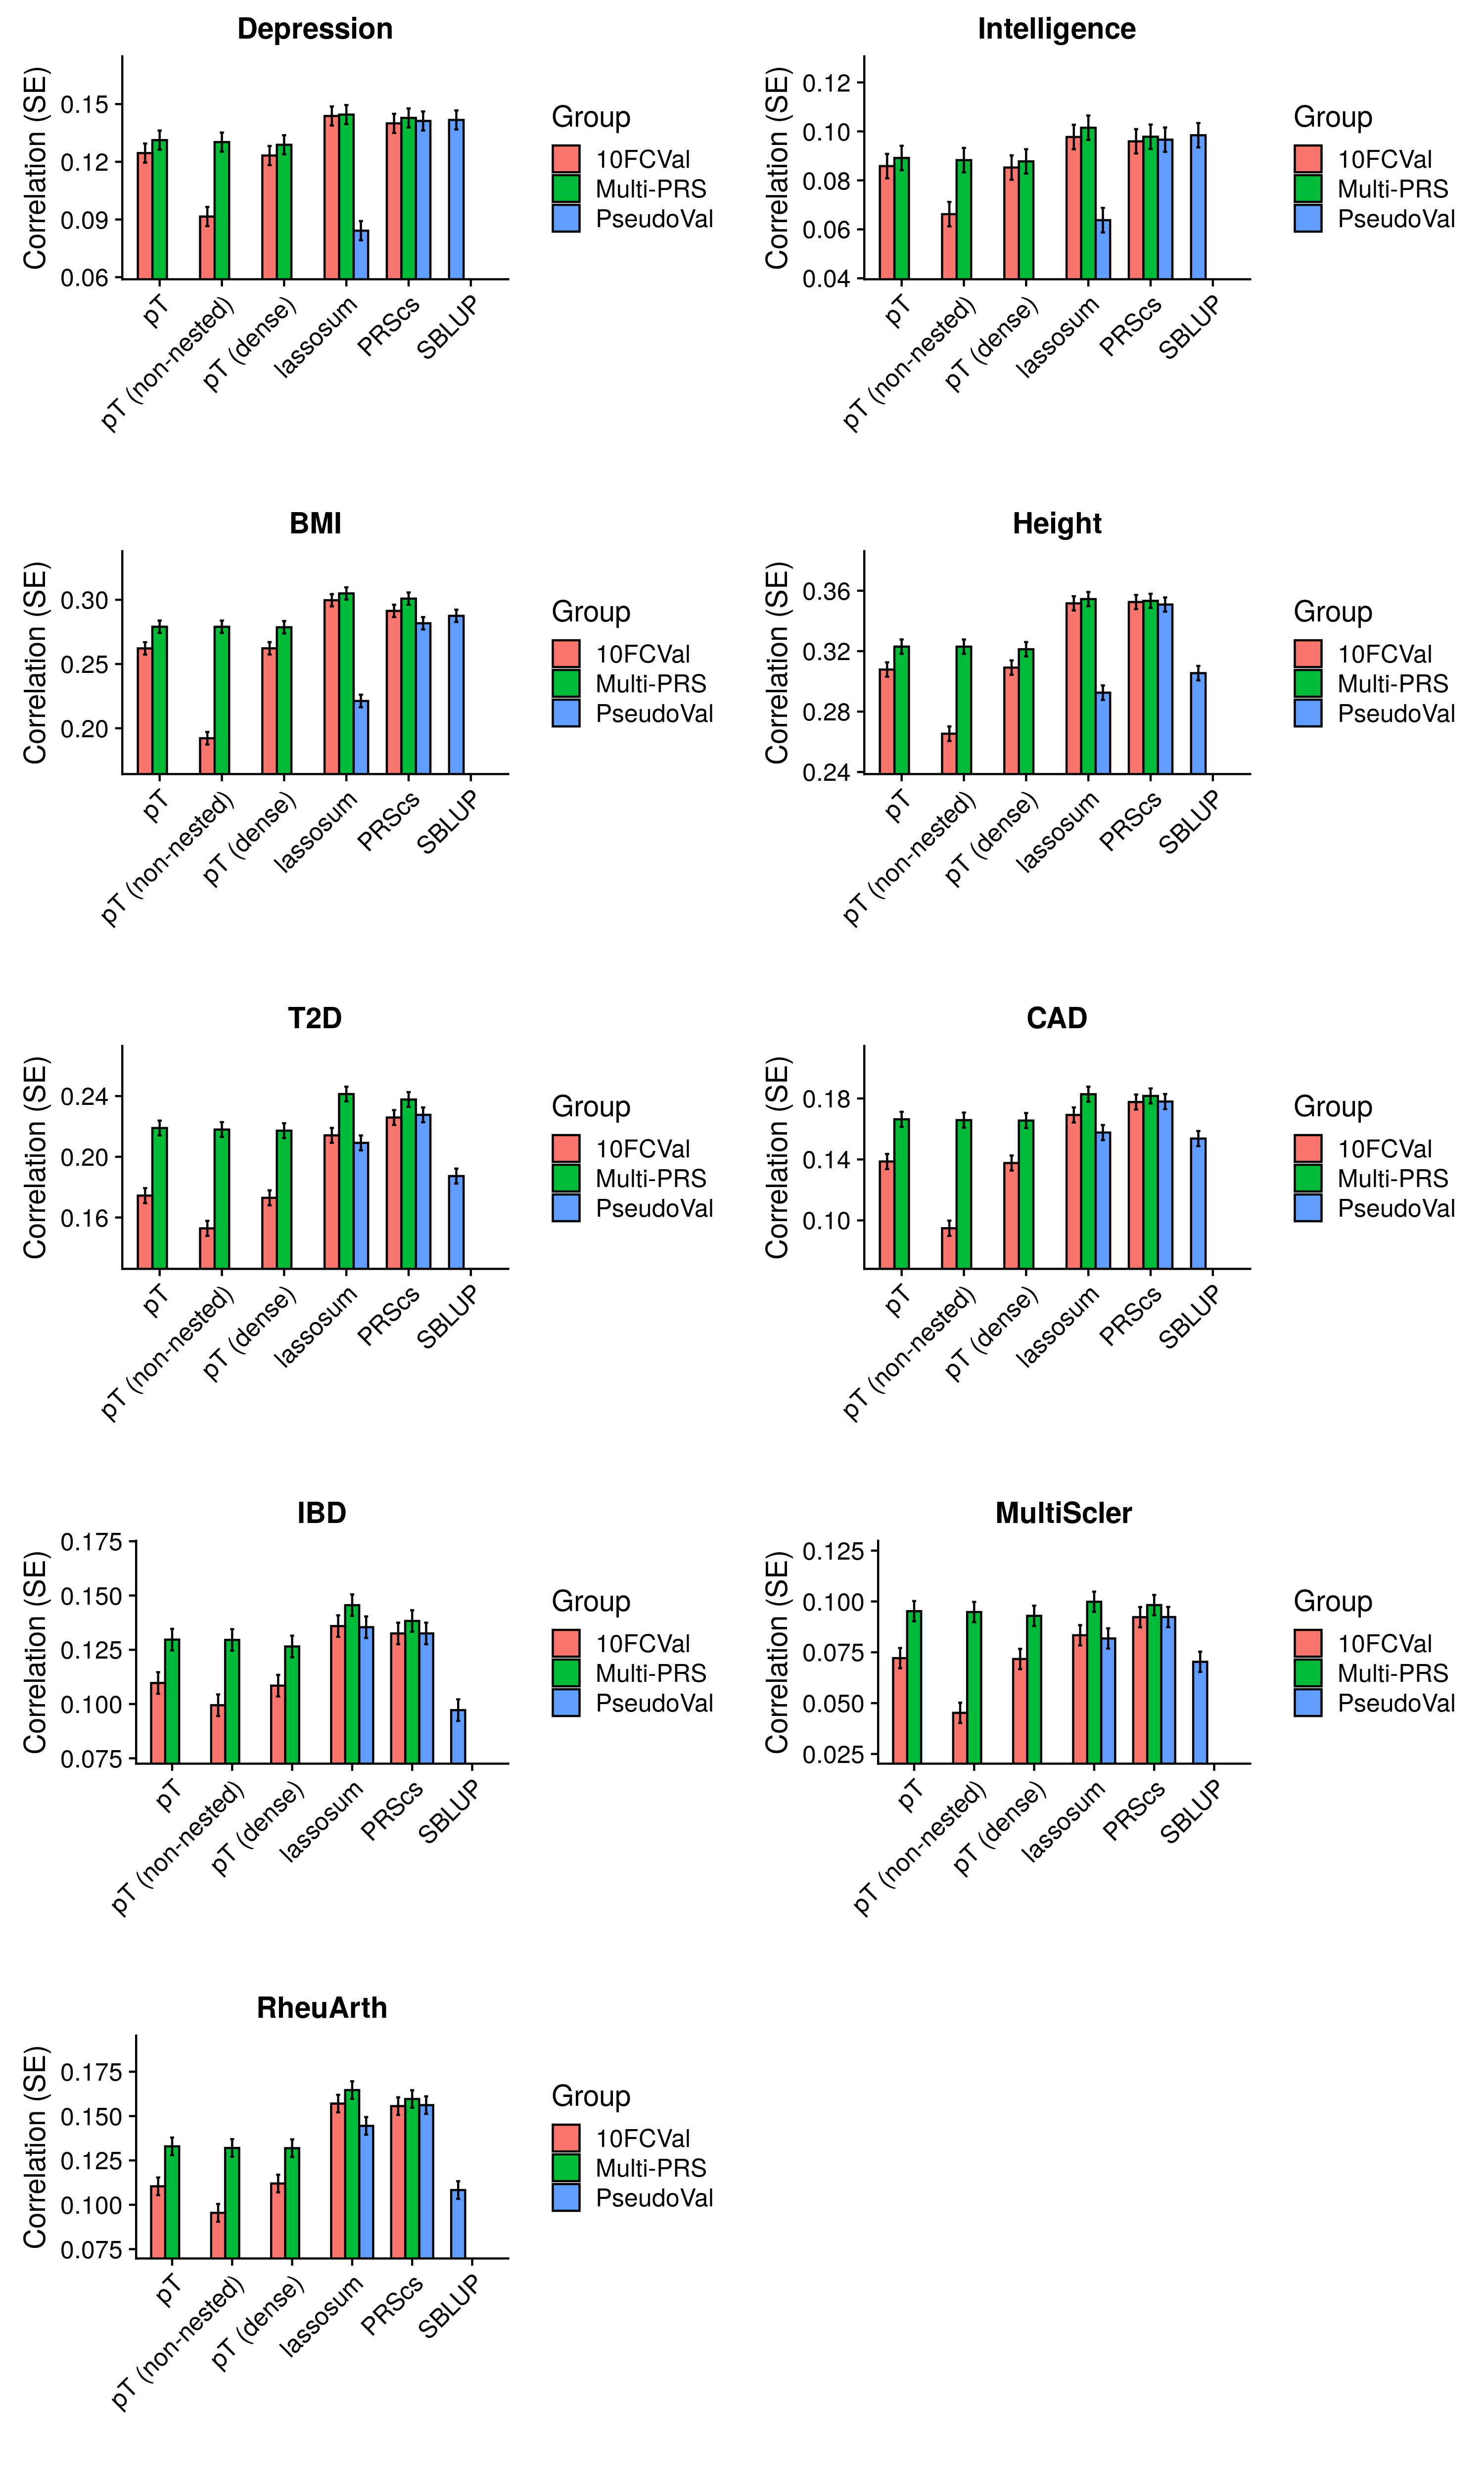 Depression
Correlation (SE)
0.15
0.12
0.09
0.06
pT
pT (non-nested)
pT (dense)
lassosum
PRScs
SBLUP
Group
10FCVal
Multi-PRS
PseudoVal
Intelligence
Correlation (SE)
0.12
0.10
0.08
0.06
0.04
pT
pT (non-nested)
pT (dense)
lassosum
PRScs
SBLUP
Group
10FCVal
Multi-PRS
PseudoVal
BMI
Correlation (SE)
0.30
0.25
0.20
pT
pT (non-nested)
pT (dense)
lassosum
PRScs
SBLUP
Group
10FCVal
Multi-PRS
PseudoVal
Height
Correlation (SE)
0.36
0.32
0.28
0.24
pT
pT (non-nested)
pT (dense)
lassosum
PRScs
SBLUP
Group
10FCVal
Multi-PRS
PseudoVal
T2D
Correlation (SE)
0.24
0.20
0.16
pT
pT (non-nested)
pT (dense)
lassosum
PRScs
SBLUP
Group
10FCVal
Multi-PRS
PseudoVal
CAD
Correlation (SE)
0.18
0.14
0.10
pT
pT (non-nested)
pT (dense)
lassosum
PRScs
SBLUP
Group
10FCVal
Multi-PRS
PseudoVal
IBD
Correlation (SE)
0.175
0.150
0.125
0.100
0.075
pT
pT (non-nested)
pT (dense)
lassosum
PRScs
SBLUP
Group
10FCVal
Multi-PRS
PseudoVal
MultiScler
Correlation (SE)
0.125
0.100
0.075
0.050
0.025
pT
pT (non-nested)
pT (dense)
lassosum
PRScs
SBLUP
Group
10FCVal
Multi-PRS
PseudoVal
RheuArth
Correlation (SE)
0.175
0.150
0.125
0.100
0.075
pT
pT (non-nested)
pT (dense)
lassosum
PRScs
SBLUP
Group
10FCVal
Multi-PRS
PseudoVal